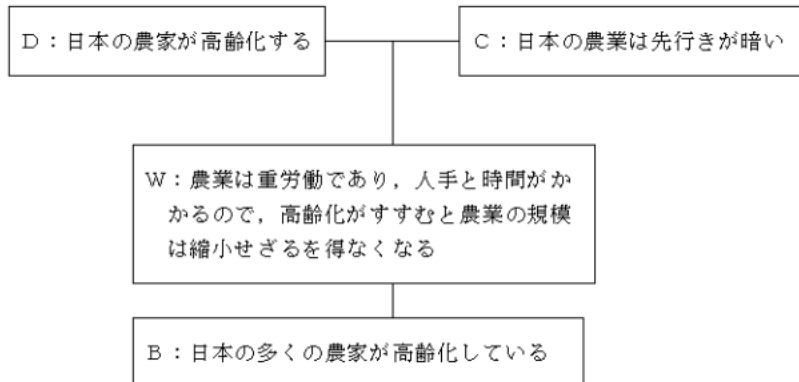 D:日本の農家が高齢化する
C:日本の農業は先行きが暗い
W:農業は重労働であり，人手と時間がか
かるので，高齢化がすすむと農業の規模
は縮小せざるを得なくなる
B:日本の多くの農家が高齢化している